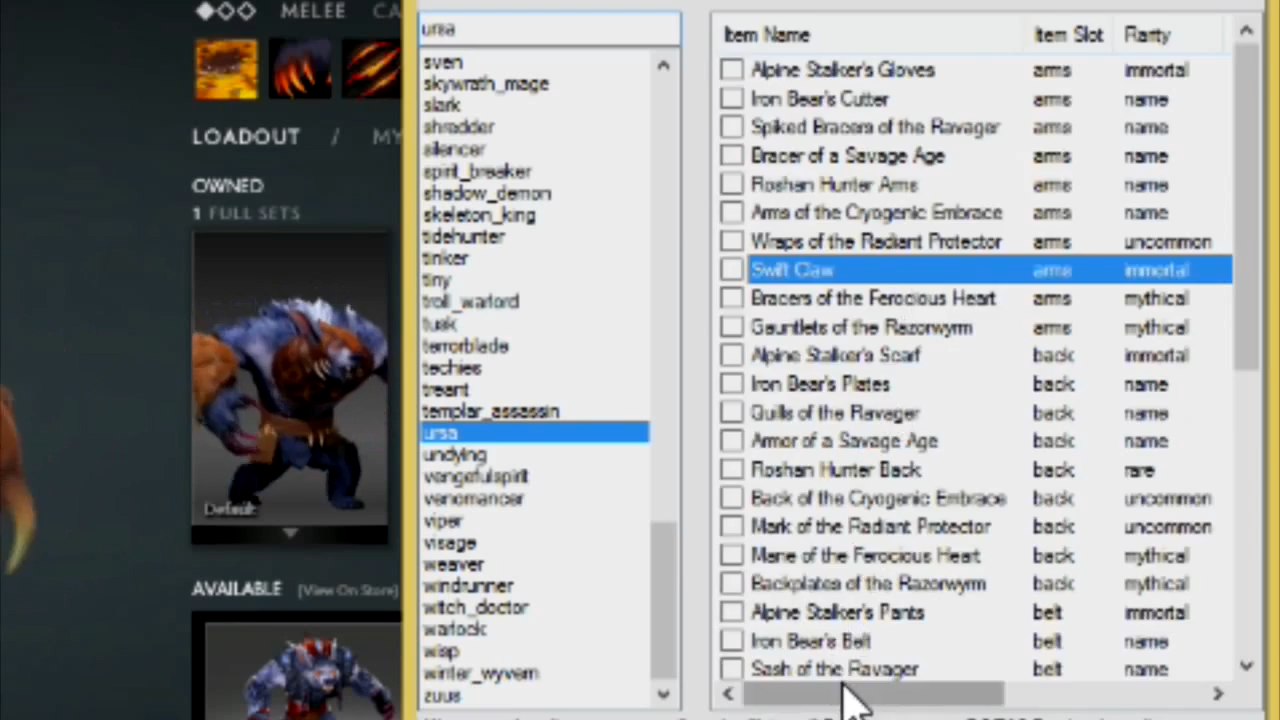 MELEE CA
LOADOUT / MY
OWNED
1 FULL SETS
Default
AVAILABLE [View On Store]
ursa
sven
skywrath_mage
slark
shredder
silencer
spirit_breaker
shadow_demon
skeleton_king
tidehunter
tinker
tiny
troll_warlord
tusk
terrorblade
techies
treant
templar_assassin
ursa
undying
vengefulspirit
venomancer
viper
visage
weaver
windrunner
witch_doctor
warlock
wisp
winter_wyvern
zuus
Item Name Item Slot Rarity
Alpine Stalker's Gloves arms immortal
Iron Bear's Cutter arms name
Spiked Bracers of the Ravager arms name
Bracer of a Savage Age arms name
Roshan Hunter Arms arms name
Arms of the Cryogenic Embrace arms name
Wraps of the Radiant Protector arms uncommon
Swift Claw arms immortal
Bracers of the Ferocious Heart arms mythical
Gauntlets of the Razorwyrm arms mythical
Alpine Stalker's Scarf back immortal
Iron Bear's Plates back name
Quills of the Ravager back name
Armor of a Savage Age back name
Roshan Hunter Back back rare
Back of the Cryogenic Embrace back uncommon
Mark of the Radiant Protector back uncommon
Mane of the Ferocious Heart back mythical
Backplates of the Razorwyrm back mythical
Alpine Stalker's Pants belt immortal
Iron Bear's Belt belt name
Sash of the Ravager belt name